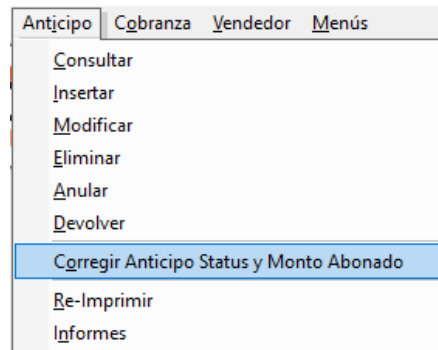 Anticipo Cobranza Vendedor Menús
Consultar
Insertar
Modificar
Eliminar
Anular
Devolver
Corregir Anticipo Status y Monto Abonado
Re-Imprimir
Informes